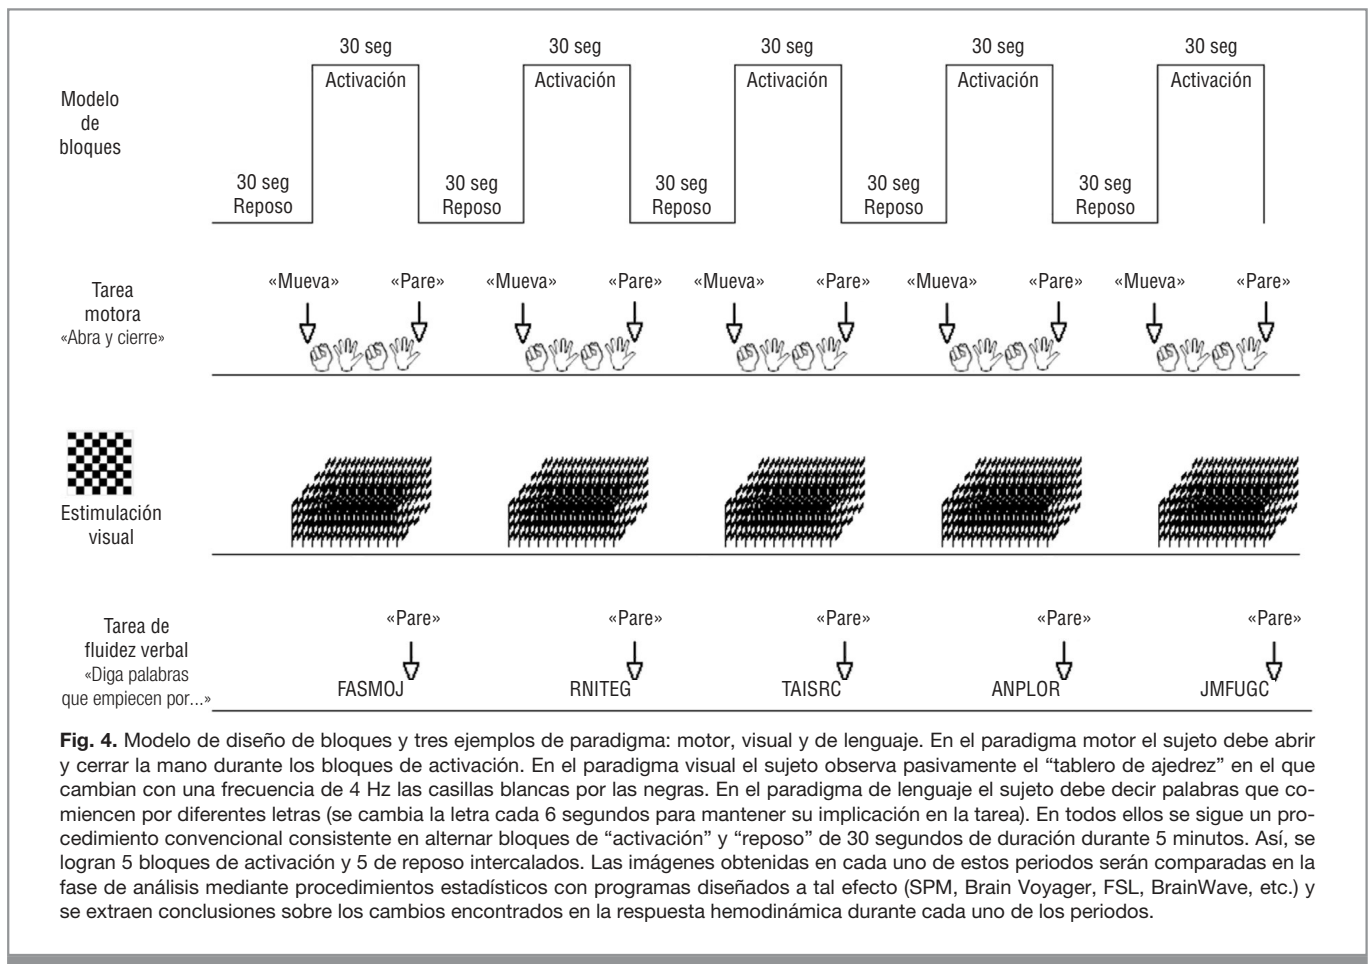 30 seg 30 seg 30 seg 30 seg 30 seg
Activación Activación Activación Activación Activación
Modelo
de
bloques
30 seg 30 seg 30 seg 30 seg 30 seg
Reposo Reposo Reposo Reposo Reposo
«Mueva» «Pare» «Mueva» «Pare» «Mueva» «Pare» «Mueva» «Pare» «Mueva» «Pare»
Tarea
motora
«Abra y cierre»
Estimulación
visual
«Pare» «Pare» «Pare» «Pare» «Pare»
Tarea de
fluidez verbal
«Diga palabras
que empiecen por...»
FASMOJ RNITEG TAISRC ANPLOR JMFUGC
Fig. 4. Modelo de diseño de bloques y tres ejemplos de paradigma: motor, visual y de lenguaje. En el paradigma motor el sujeto debe abrir
y cerrar la mano durante los bloques de activación. En el paradigma visual el sujeto observa pasivamente el “tablero de ajedrez” en el que
cambian con una frecuencia de 4 Hz las casillas blancas por las negras. En el paradigma de lenguaje el sujeto debe decir palabras que co-
miencen por diferentes letras (se cambia la letra cada 6 segundos para mantener su implicación en la tarea). En todos ellos se sigue un pro-
cedimiento convencional consistente en alternar bloques de “activación” y “reposo” de 30 segundos de duración durante 5 minutos. Así, se
logran 5 bloques de activación y 5 de reposo intercalados. Las imágenes obtenidas en cada uno de estos periodos serán comparadas en la
fase de análisis mediante procedimientos estadísticos con programas diseñados a tal efecto (SPM, Brain Voyager, FSL, BrainWave, etc.) y
se extraen conclusiones sobre los cambios encontrados en la respuesta hemodinámica durante cada uno de los periodos.